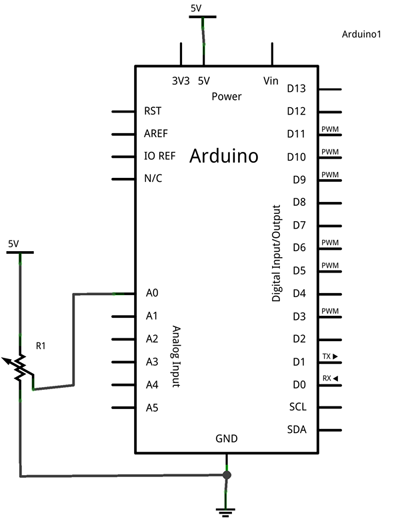 5V
Arduino1
3V3 5V Vin
Power
D13
RST D12
AREF D11 PWM
IO REF Arduino D10 PWM
N/C D9 PWM
D8
D7
Digital Input/Output
5V
D6 PWM
D5 PWM
A0 D4
A1 D3 PWM
R1
A2 D2
A3 D1 TX ▶
Analog Input
A4 D0 RX ◀
A5 SCL
SDA
GND